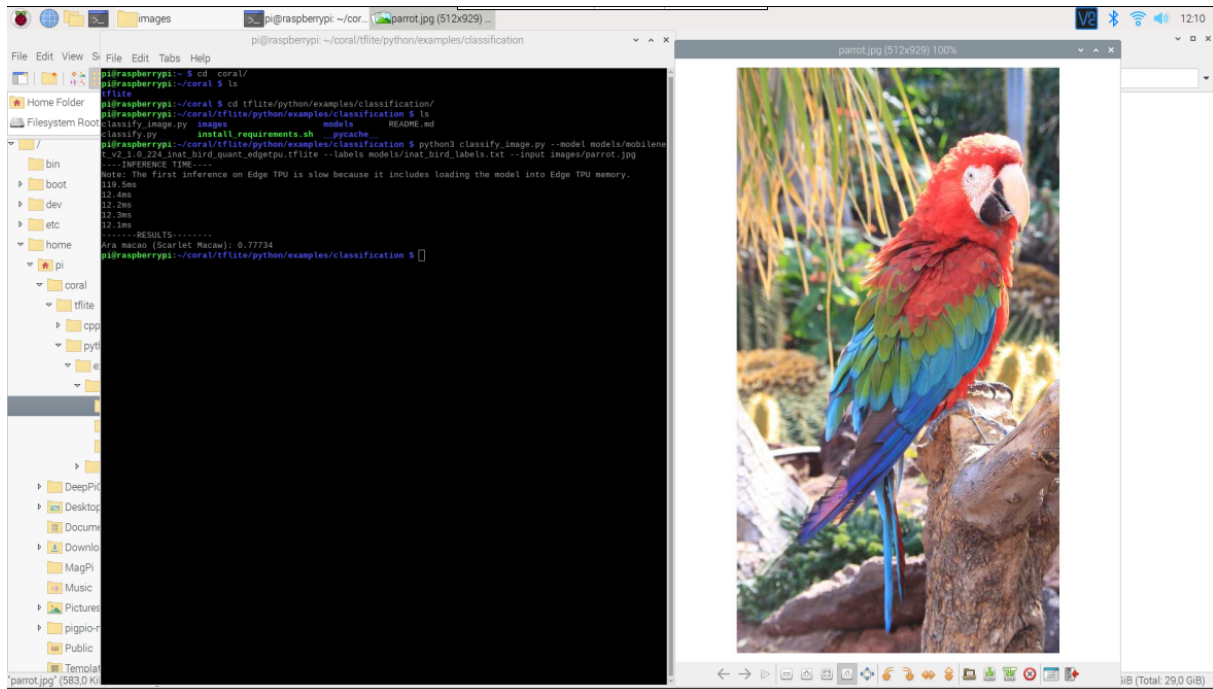 images
pi@raspberrypi: ~/cor...
parrot.jpg (512x929) ...
12:10
pi@raspberrypi: ~/coral/tflite/python/examples/classification
File Edit Tabs Help
pi@raspberrypi:~ $ cd  coral/
pi@raspberrypi:~/coral $ ls
tflite
pi@raspberrypi:~/coral $ cd tflite/python/examples/classification/
pi@raspberrypi:~/coral/tflite/python/examples/classification $ ls
classify_image.py  images  models  README.md
classify.py  install_requirements.sh  __pycache__
pi@raspberrypi:~/coral/tflite/python/examples/classification $ python3 classify_image.py --model models/mobilene
t_v2_1.0_224_inat_bird_quant_edgetpu.tflite --labels models/inat_bird_labels.txt --input images/parrot.jpg
----INFERENCE TIME----
Note: The first inference on Edge TPU is slow because it includes loading the model into Edge TPU memory.
119.5ms
12.4ms
12.2ms
12.3ms
12.1ms
-------RESULTS--------
Ara macao (Scarlet Macaw): 0.77734
pi@raspberrypi:~/coral/tflite/python/examples/classification $
parrot.jpg (512x929) 100%
File Edit View
Home Folder
Filesystem Root
/
bin
boot
dev
etc
home
pi
coral
tflite
cpp
pyth
e
DeepPiC
Desktop
Docume
Downlo
MagPi
Music
Pictures
pigpio-r
Public
Templat
"parrot.jpg" (583,0 Ki
GiB (Total: 29,0 GiB)